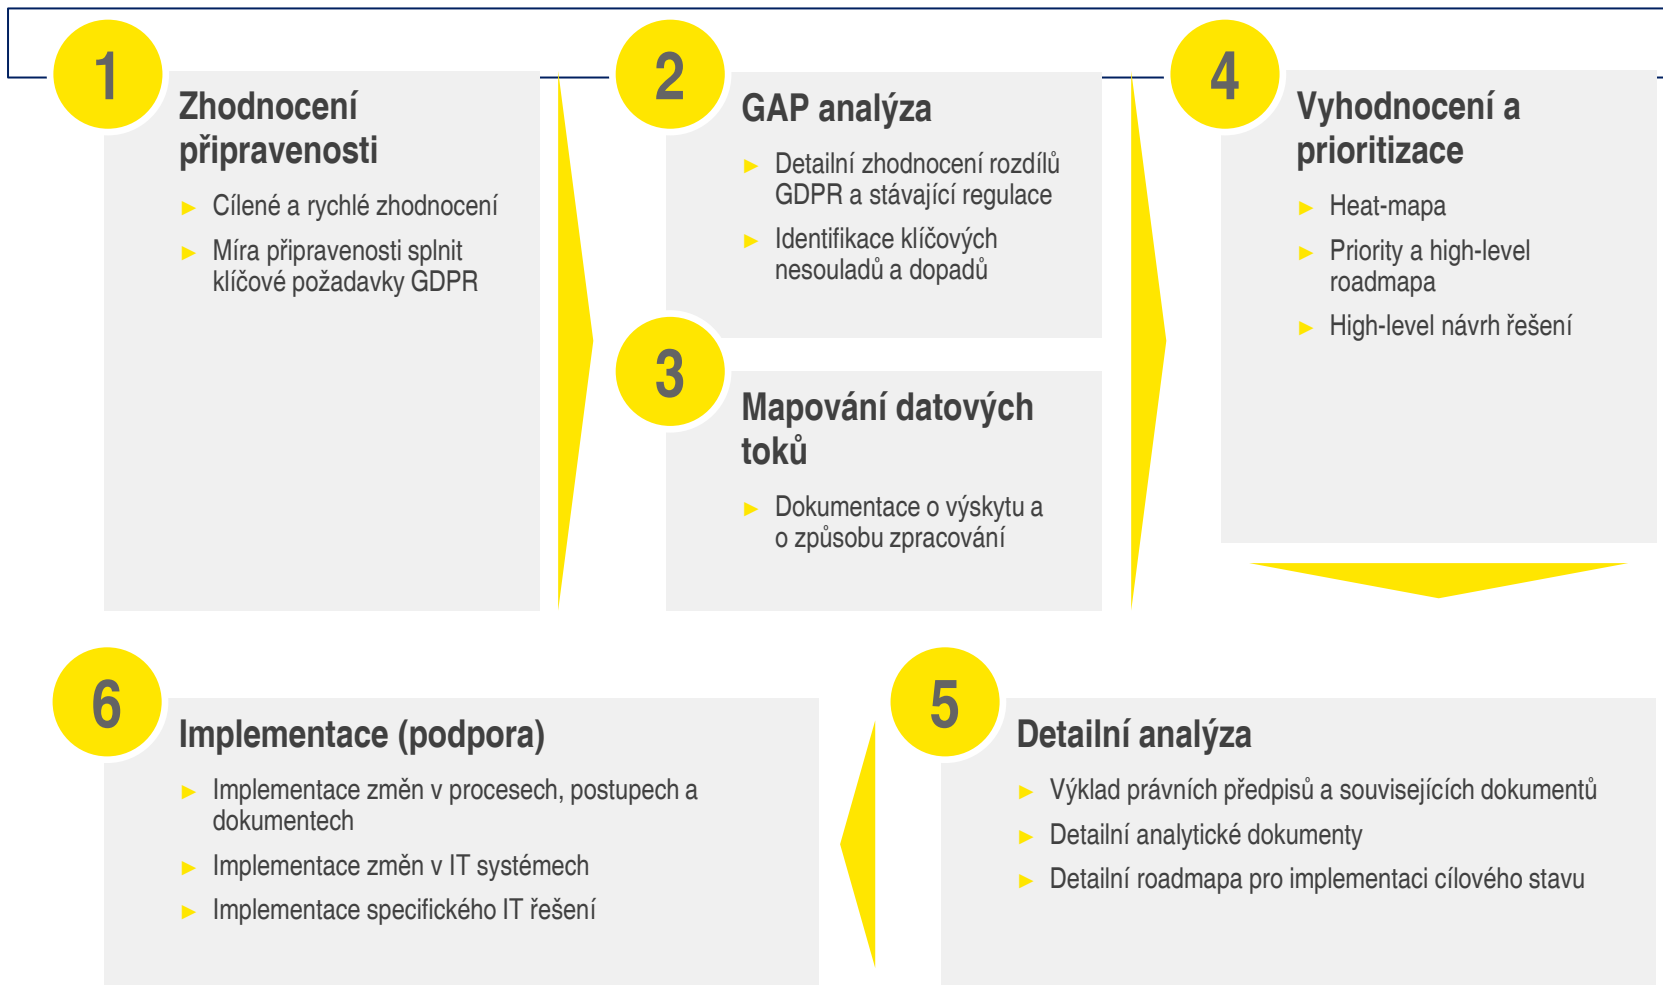 1
Zhodnocení
připravenosti
► Cílené a rychlé zhodnocení
► Míra připravenosti splnit
klíčové požadavky GDPR
2
GAP analýza
► Detailní zhodnocení rozdílů
GDPR a stávající regulace
► Identifikace klíčových
nesouladů a dopadů
3
Mapování datových
toků
► Dokumentace o výskytu a
o způsobu zpracování
4
Vyhodnocení a
prioritizace
► Heat-mapa
► Priority a high-level
roadmapa
► High-level návrh řešení
5
Detailní analýza
► Výklad právních předpisů a souvisejících dokumentů
► Detailní analytické dokumenty
► Detailní roadmapa pro implementaci cílového stavu
6
Implementace (podpora)
► Implementace změn v procesech, postupech a
dokumentech
► Implementace změn v IT systémech
► Implementace specifického IT řešení